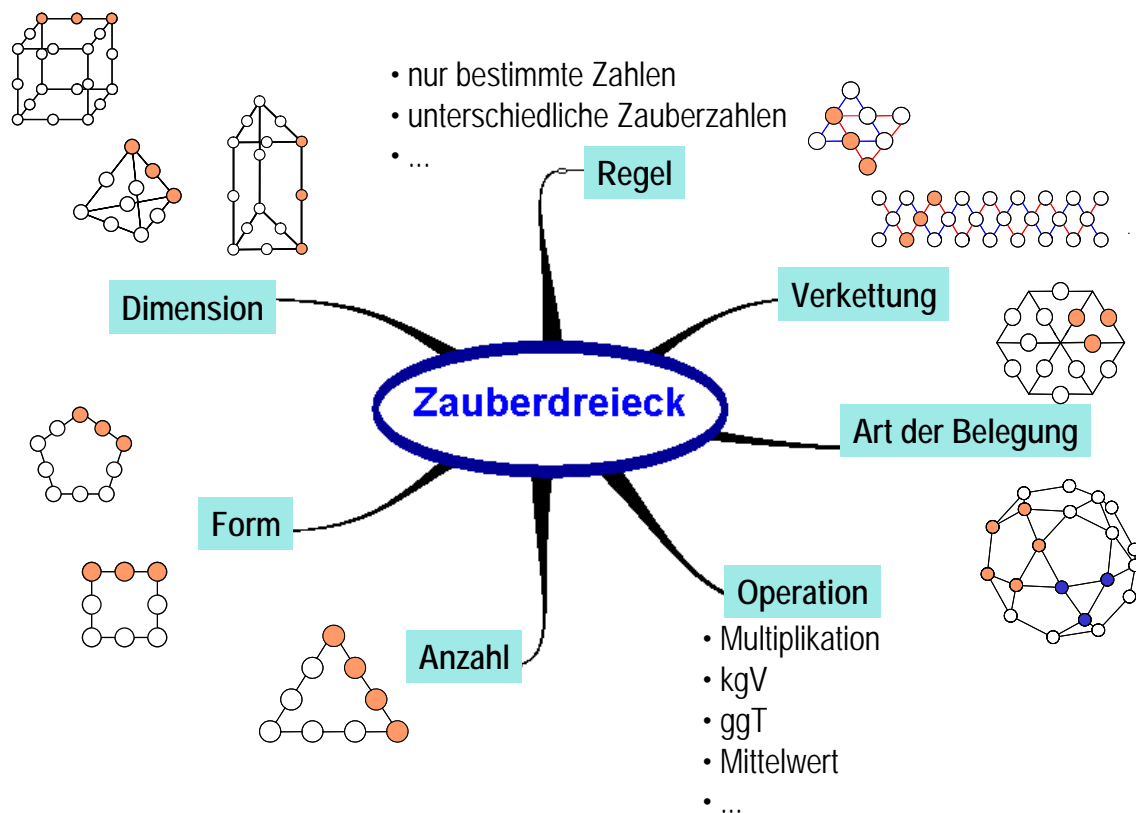 • nur bestimmte Zahlen
• unterschiedliche Zauberzahlen
• ...
Regel
Dimension
Verkettung
Zauberdreieck
Art der Belegung
Form
Anzahl
Operation
• Multiplikation
• kgV
• ggT
• Mittelwert
• ...